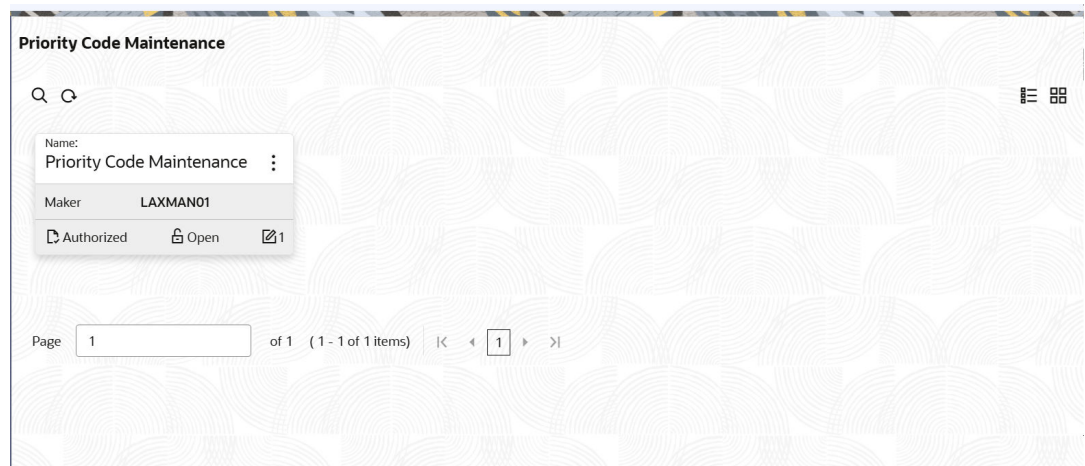 Priority Code Maintenance
Name:
Priority Code Maintenance
Maker LAXMAN01
Authorized Open 1
Page 1 of 1 (1 - 1 of 1 items) 1